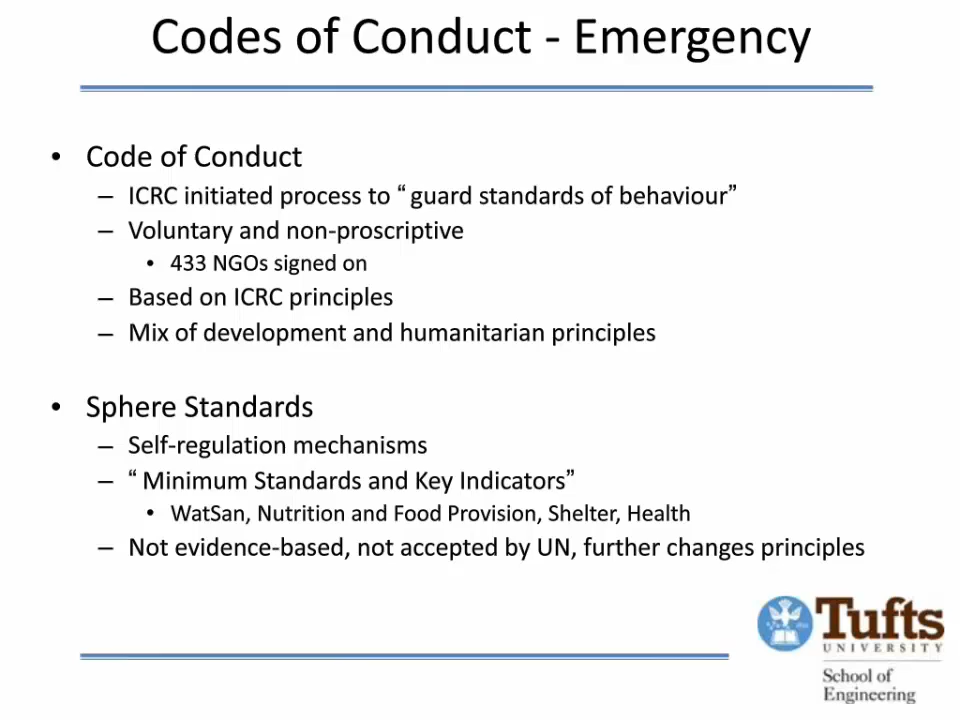 Codes of Conduct - Emergency
• Code of Conduct
– ICRC initiated process to “ guard standards of behaviour”
– Voluntary and non-proscriptive
• 433 NGOs signed on
– Based on ICRC principles
– Mix of development and humanitarian principles
• Sphere Standards
– Self-regulation mechanisms
– “ Minimum Standards and Key Indicators”
• WatSan, Nutrition and Food Provision, Shelter, Health
– Not evidence-based, not accepted by UN, further changes principles
Tufts
UNIVERSITY
School of
Engineering